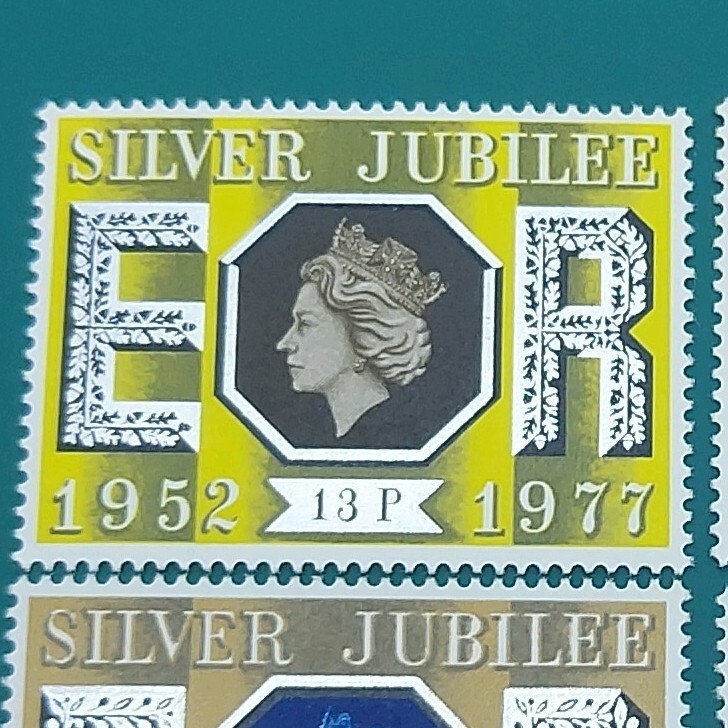 SILVER JUBILEE
E R
1952 13 P 1977
SILVER JUBILEE